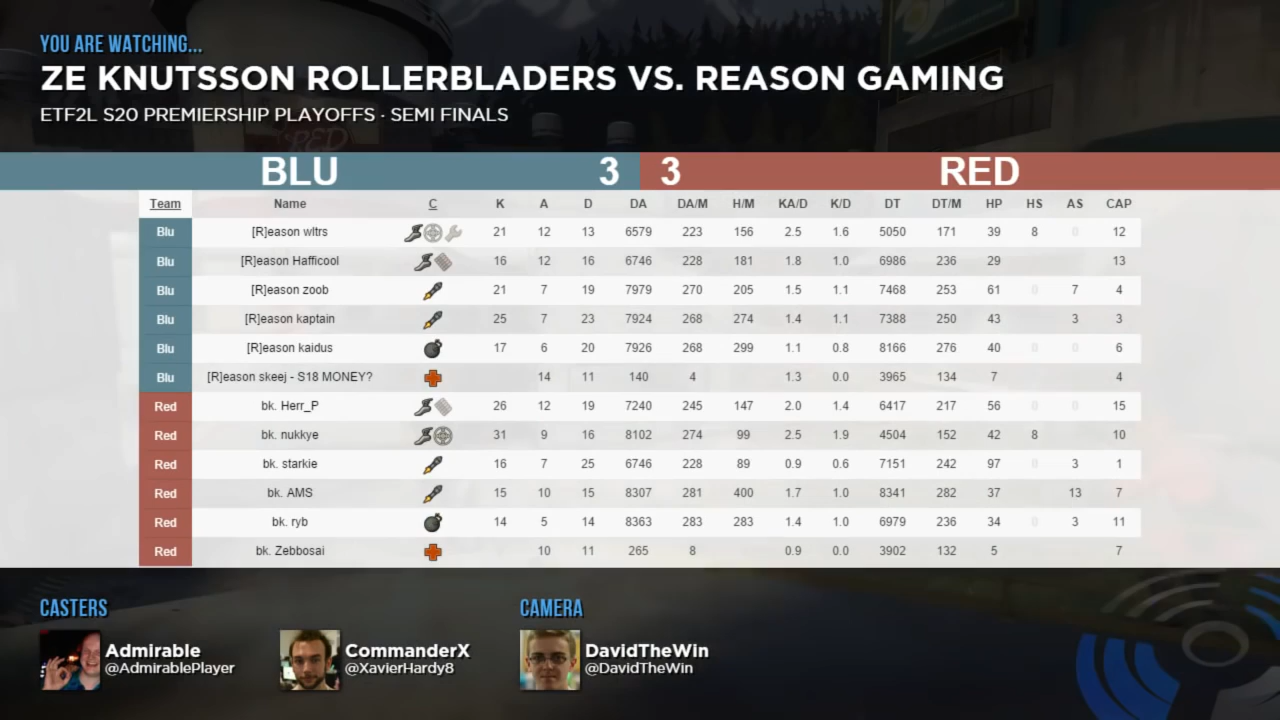 YOU ARE WATCHING...
ZE KNUTSSON ROLLERBLADERS VS. REASON GAMING
ETF2L S20 PREMIERSHIP PLAYOFFS · SEMI FINALS
RED
BLU 3 3 RED
Team Name C K A D DA DA/M H/M KA/D K/D DT DT/M HP HS AS CAP
Blu [R]eason wltrs 21 12 13 6579 223 156 2.5 1.6 5050 171 39 8 0 12
Blu [R]eason Hafficool 16 12 16 6746 228 181 1.8 1.0 6986 236 29 13
Blu [R]eason zoob 21 7 19 7979 270 205 1.5 1.1 7468 253 61 0 7 4
Blu [R]eason kaptain 25 7 23 7924 268 274 1.4 1.1 7388 250 43 3 3
Blu [R]eason kaidus 17 6 20 7926 268 299 1.1 0.8 8166 276 40 0 0 6
Blu [R]eason skeej - S18 MONEY? 14 11 140 4 1.3 0.0 3965 134 7 4
Red bk. Herr_P 26 12 19 7240 245 147 2.0 1.4 6417 217 56 0 0 15
Red bk. nukkye 31 9 16 8102 274 99 2.5 1.9 4504 152 42 8 10
Red bk. starkie 16 7 25 6746 228 89 0.9 0.6 7151 242 97 0 3 1
Red bk. AMS 15 10 15 8307 281 400 1.7 1.0 8341 282 37 13 7
Red bk. ryb 14 5 14 8363 283 283 1.4 1.0 6979 236 34 0 3 11
Red bk. Zebbosai 10 11 265 8 0.9 0.0 3902 132 5 7
CASTERS
Admirable
@AdmirablePlayer
CommanderX
@XavierHardy8
CAMERA
DavidTheWin
@DavidTheWin